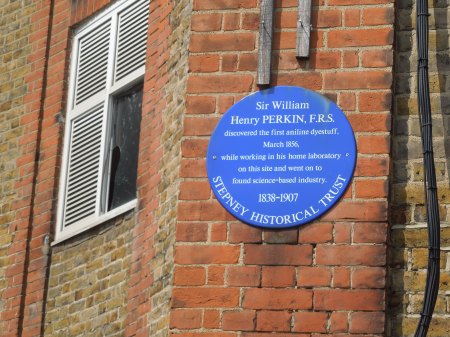 Sir William
Henry PERKIN, F.R.S.
discovered the first aniline dyestuff,
March 1856,
while working in his home laboratory
on this site and went on to
found science-based industry.
1838-1907
STEPNEY HISTORICAL TRUST